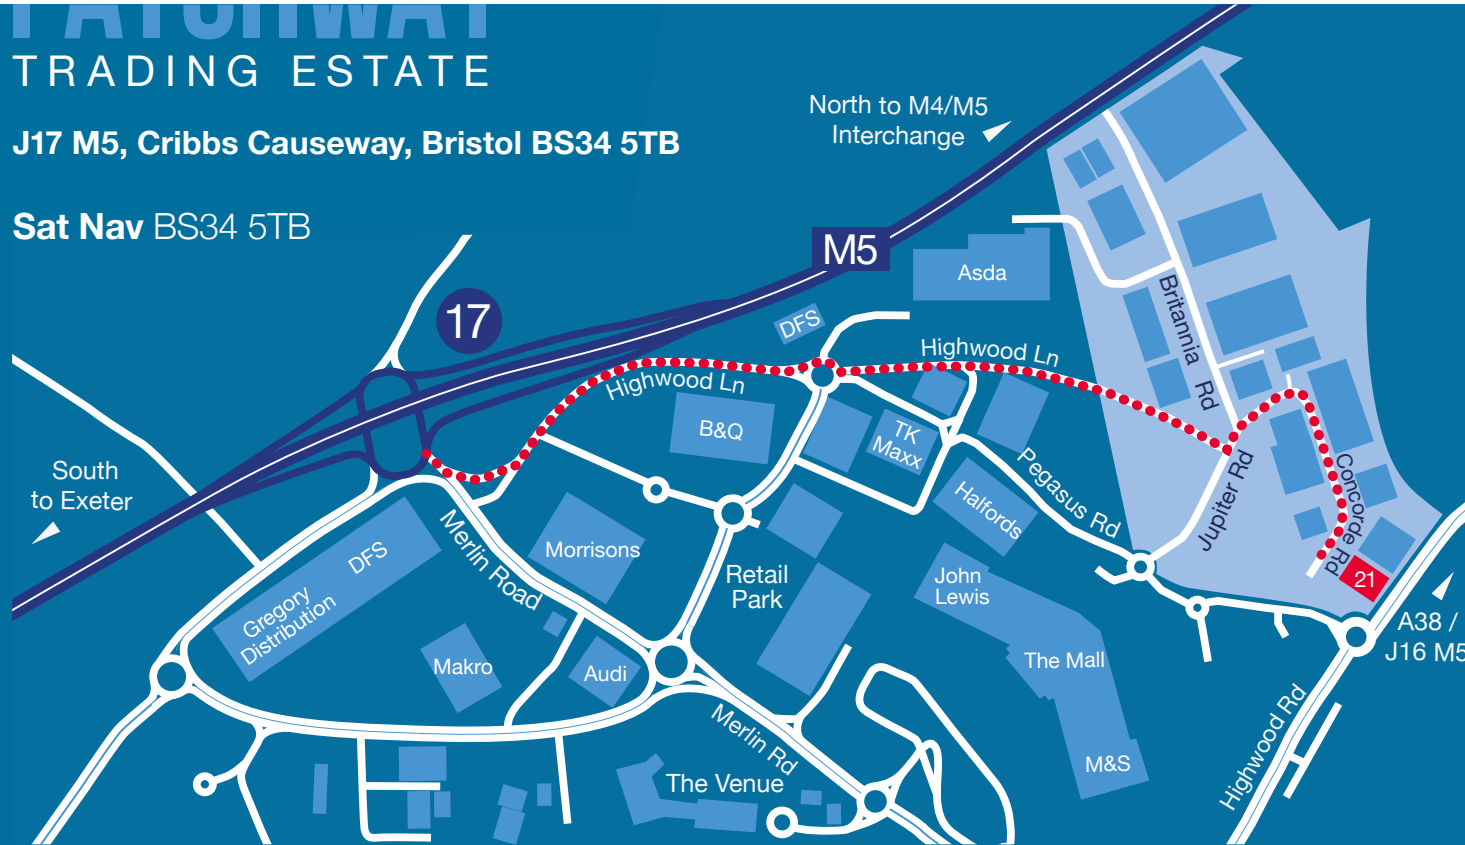 PATCHWAY
TRADING ESTATE
J17 M5, Cribbs Causeway, Bristol BS34 5TB
Sat Nav BS34 5TB
North to M4/M5
Interchange
M5
17
South
to Exeter
Asda
DFS
Highwood Ln
Highwood Ln
Britannia Rd
B&Q
TK
Maxx
Halfords
Pegasus Rd
Jupiter Rd
Concorde Rd
21
A38 /
J16 M5
DFS
Gregory
Distribution
Merlin Road
Morrisons
Retail
Park
John
Lewis
The Mall
M&S
Makro
Audi
Merlin Rd
The Venue
Highwood Rd